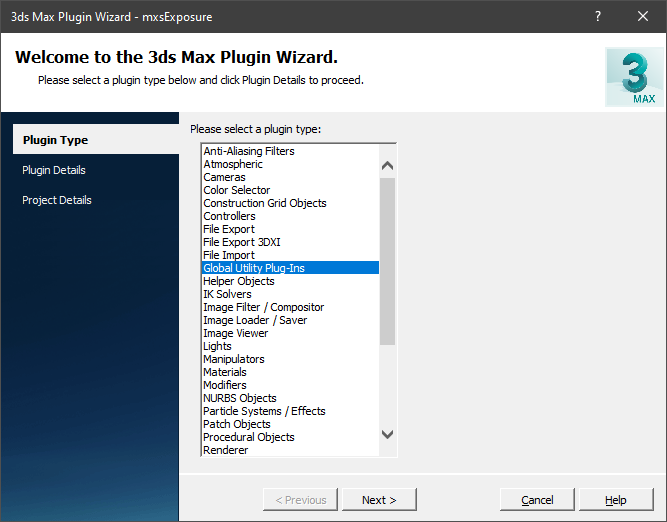 3ds Max Plugin Wizard - mxsExposure
?
Welcome to the 3ds Max Plugin Wizard.
Please select a plugin type below and click Plugin Details to proceed.
3
MAX
Plugin Type
Plugin Details
Project Details
Please select a plugin type:
Anti-Aliasing Filters
Atmospheric
Cameras
Color Selector
Construction Grid Objects
Controllers
File Export
File Export 3DXI
File Import
Global Utility Plug-Ins
Helper Objects
IK Solvers
Image Filter / Compositor
Image Loader / Saver
Image Viewer
Lights
Manipulators
Materials
Modifiers
NURBS Objects
Particle Systems / Effects
Patch Objects
Procedural Objects
Renderer
< Previous
Next >
Cancel
Help